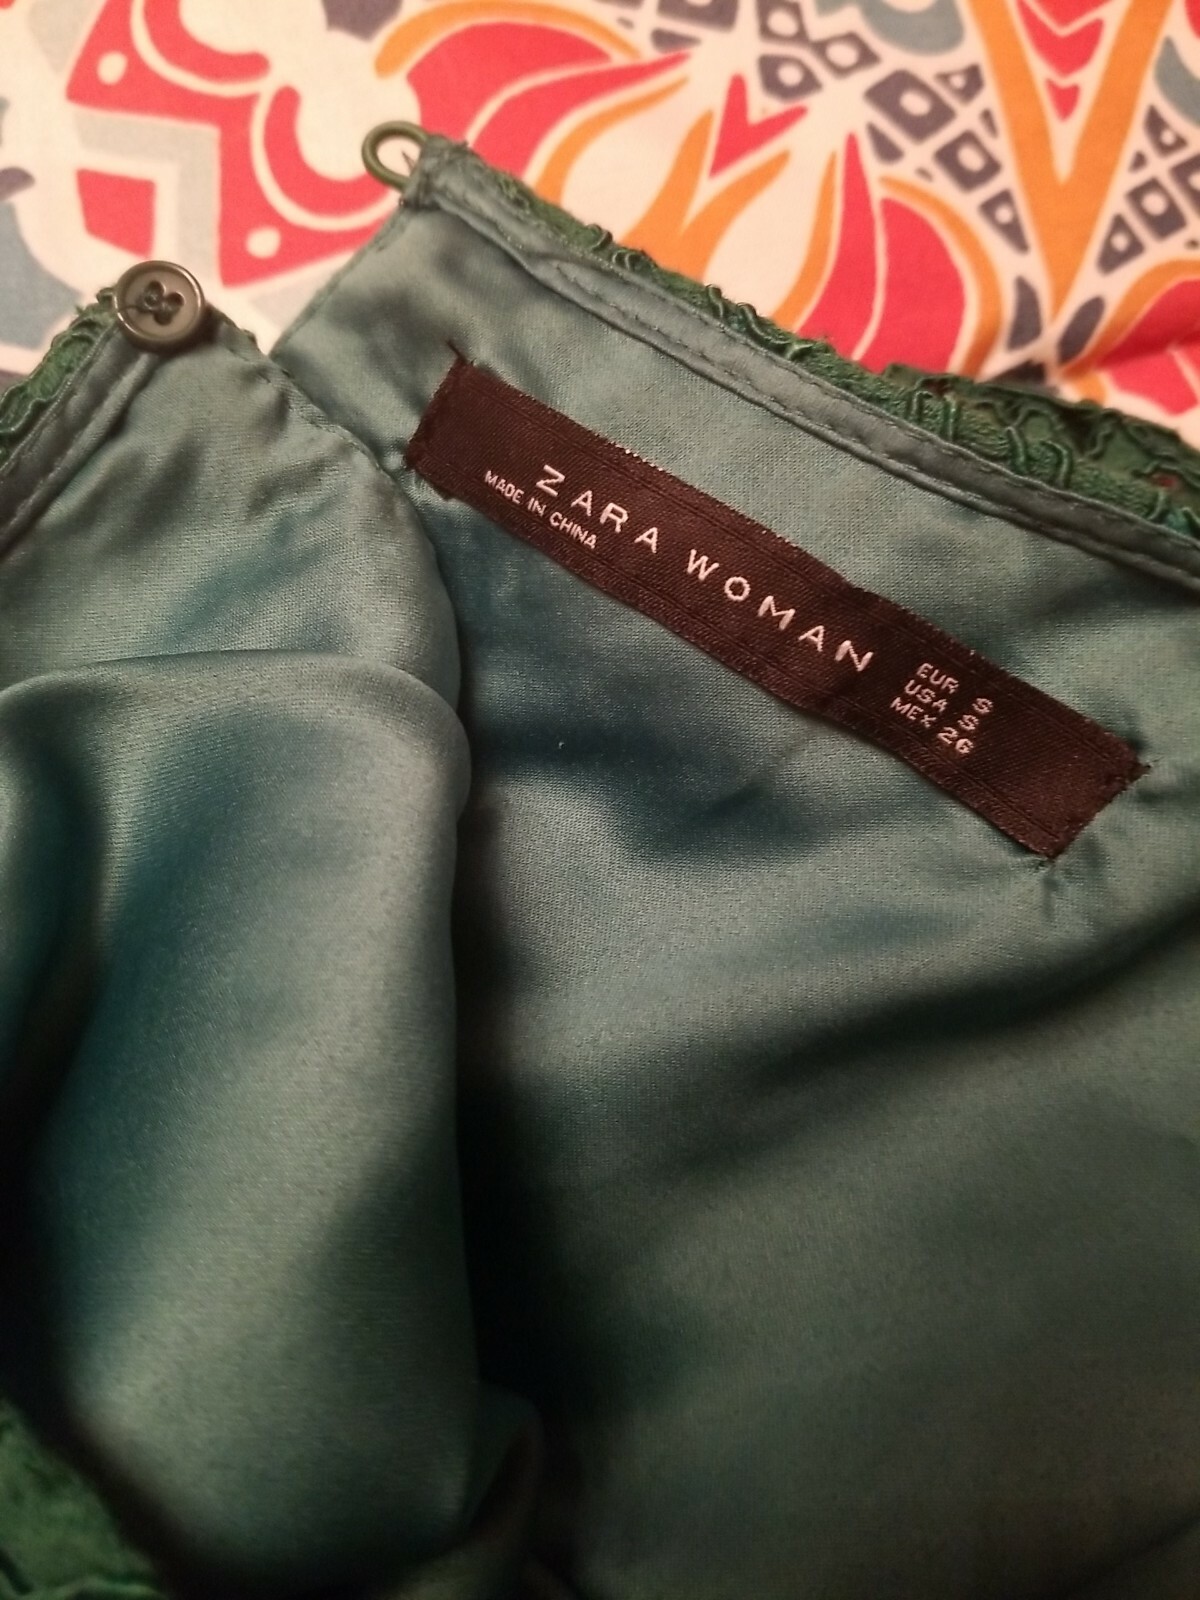 ZARA WOMAN
MADE IN CHINA
EUR S
USA S
MEX 26